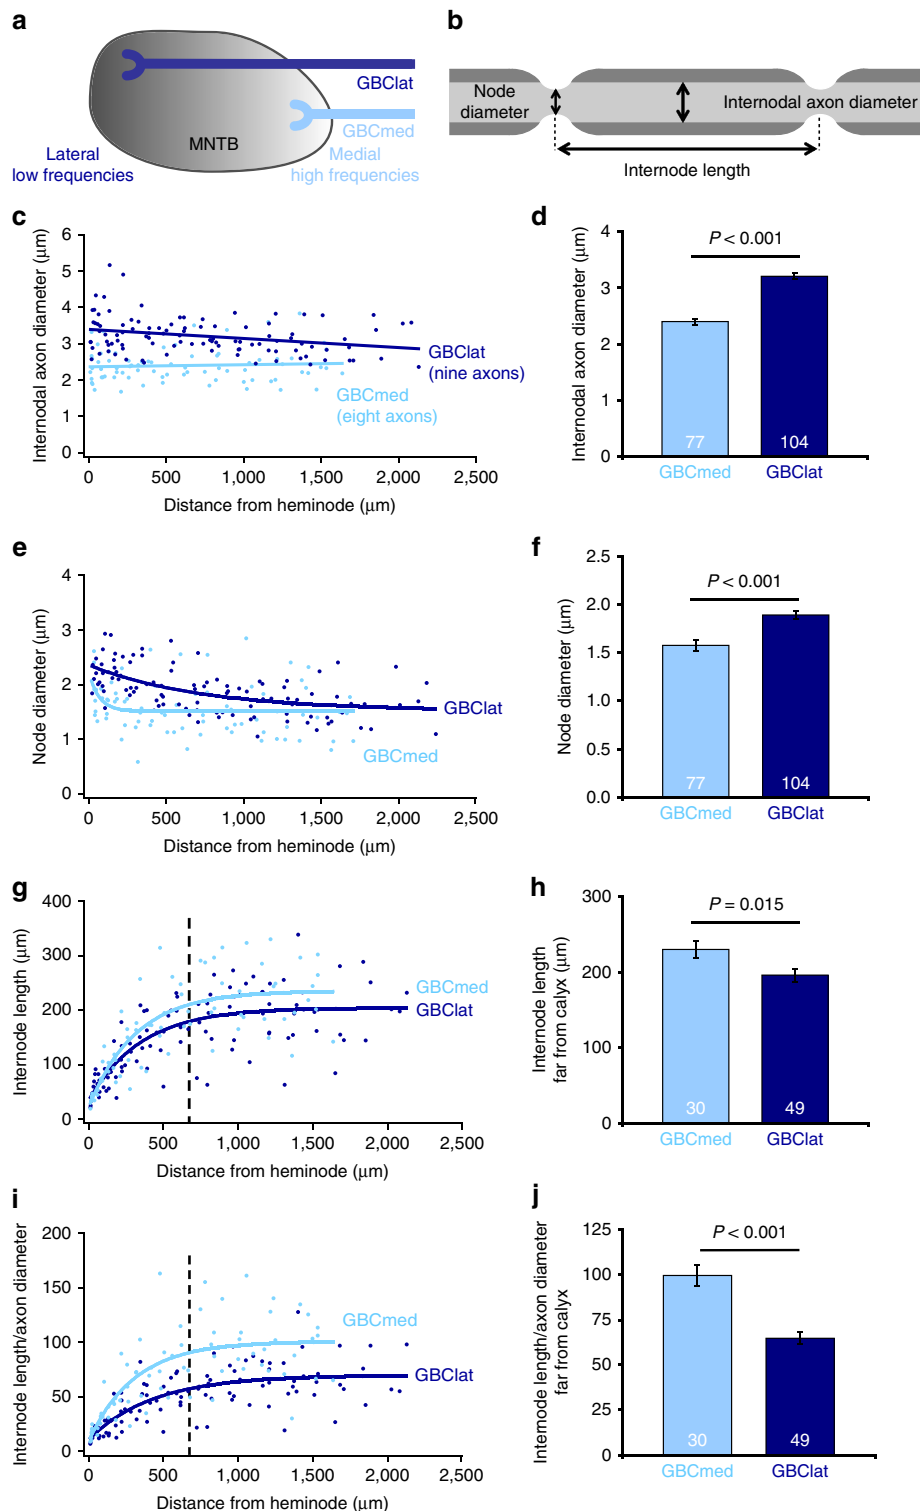 a
GBClat
GBCmed
MNTB
Lateral
low frequencies
Medial
high frequencies
b
Node
diameter
Internodal axon diameter
Internode length
c
Internodal axon diameter (μm)
6
5
4
3
2
1
0
GBClat
(nine axons)
GBCmed
(eight axons)
0
500
1,000
1,500
2,000
2,500
Distance from heminode (μm)
d
Internodal axon diameter (μm)
4
3
2
1
0
P < 0.001
77
104
GBCmed
GBClat
e
Node diameter (μm)
4
3
2
1
0
GBClat
GBCmed
0
500
1,000
1,500
2,000
2,500
Distance from heminode (μm)
f
Node diameter (μm)
2.5
2.0
1.5
1.0
0.5
0.0
P < 0.001
77
104
GBCmed
GBClat
g
Internode length (μm)
400
300
200
100
0
GBCmed
GBClat
0
500
1,000
1,500
2,000
2,500
Distance from heminode (μm)
h
Internode length
far from calyx (μm)
300
200
100
0
P = 0.015
30
49
GBCmed
GBClat
i
Internode length/axon diameter
200
150
100
50
0
GBCmed
GBClat
0
500
1,000
1,500
2,000
2,500
Distance from heminode (μm)
j
Internode length/axon diameter
far from calyx
125
100
75
50
25
0
P < 0.001
30
49
GBCmed
GBClat